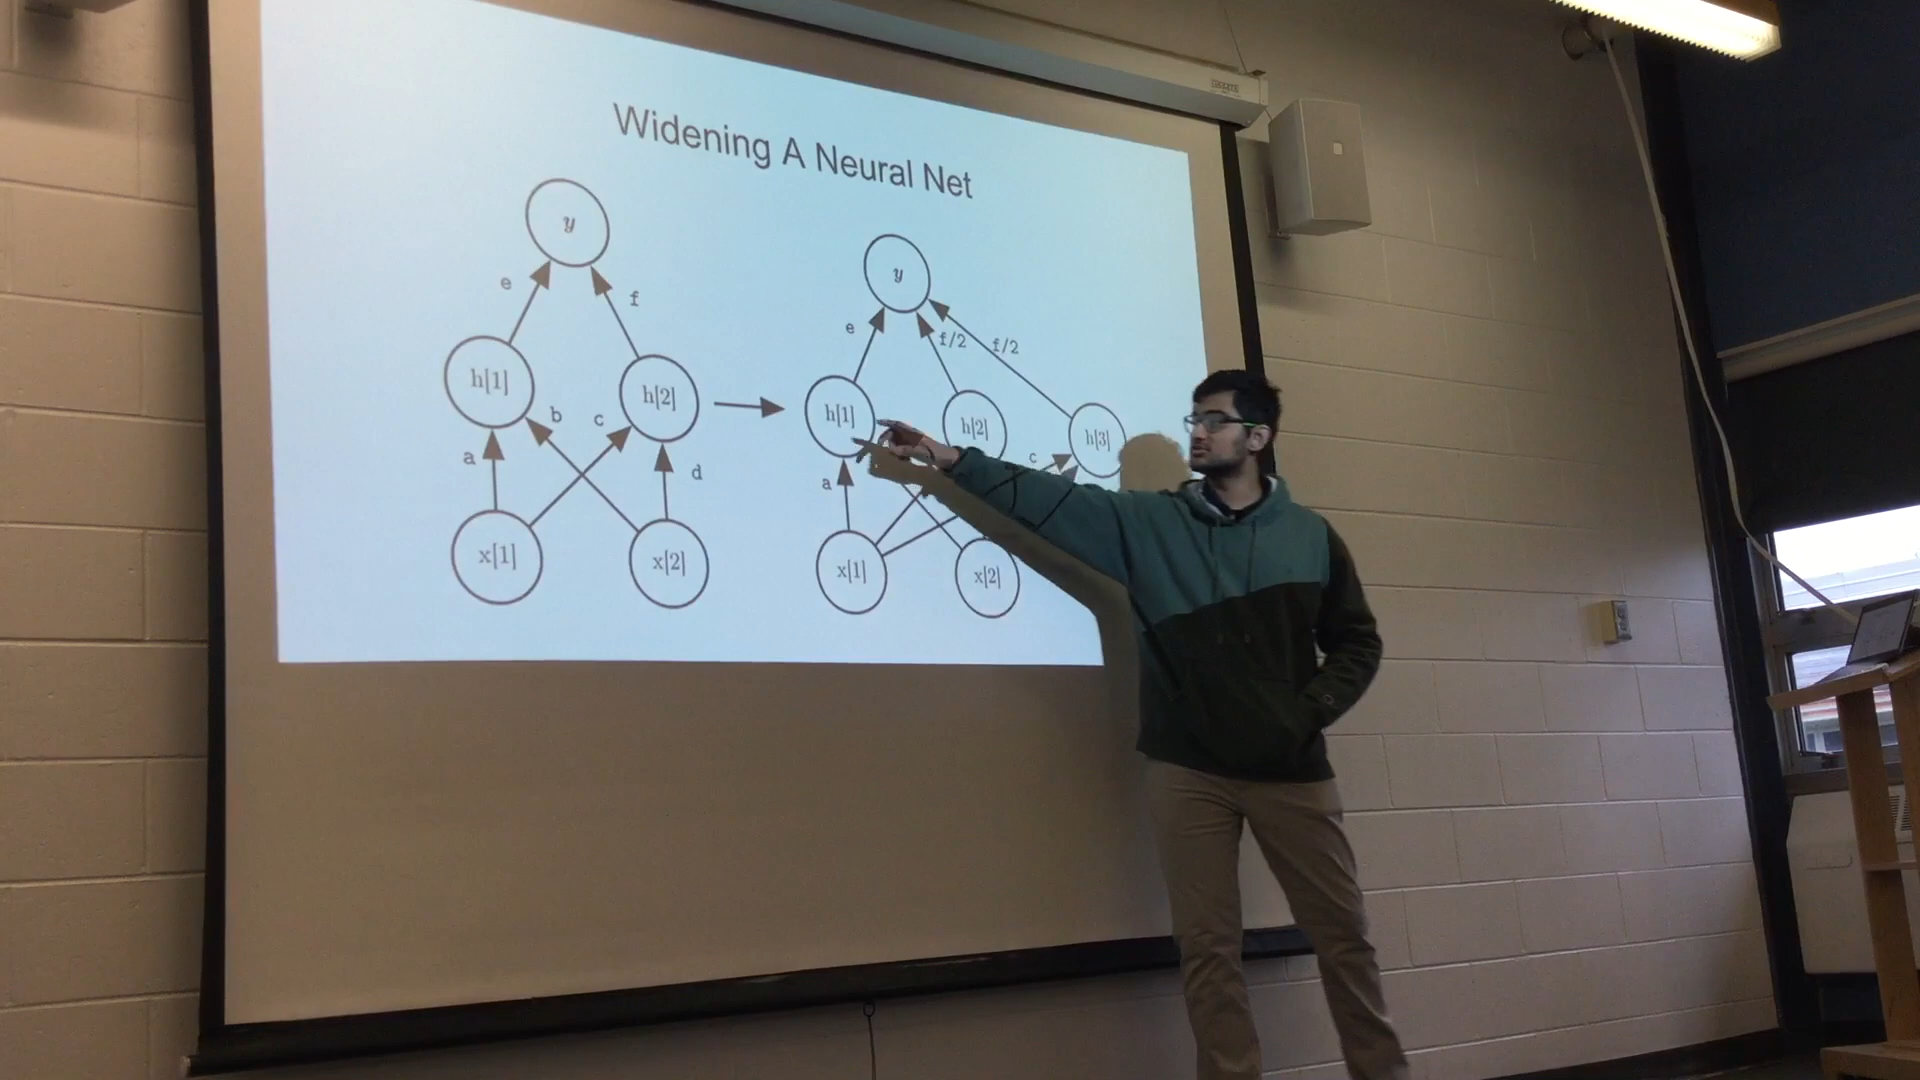 Widening A Neural Net
y
y
e
f
e
f/2
f/2
h[1]
h[2]
h[1]
h[2]
h[3]
b
c
c
a
d
a
x[1]
x[2]
x[1]
x[2]